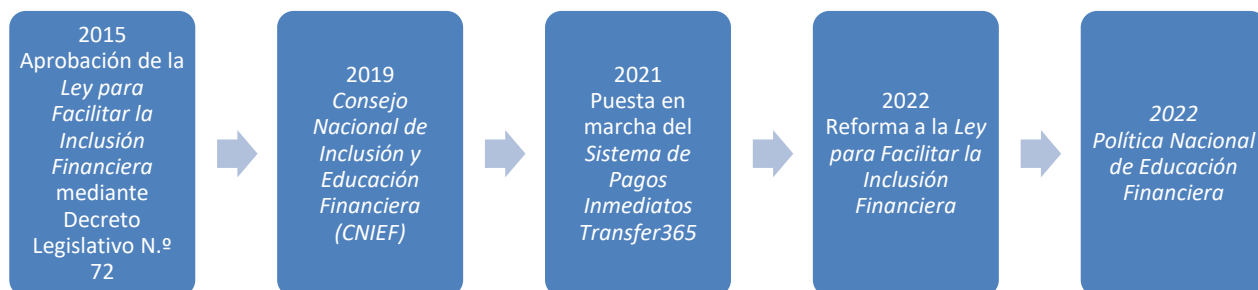 2015
Aprobación de la
Ley para
Facilitar la
Inclusión
Financiera
mediante
Decreto
Legislativo N.º
72
2019
Consejo
Nacional de
Inclusión y
Educación
Financiera
(CNIEF)
2021
Puesta en
marcha del
Sistema de
Pagos
Inmediatos
Transfer365
2022
Reforma a la Ley
para Facilitar la
Inclusión
Financiera
2022
Política Nacional
de Educación
Financiera